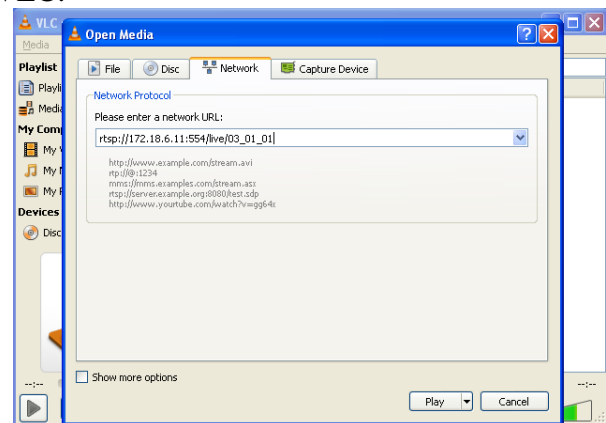 VLC
Open Media
Media
Playlist
File
Disc
Network
Capture Device
Network Protocol
Please enter a network URL:
rtsp://172.18.6.11:554/live/03_01_01
http://www.example.com/stream.avi
rtp://@:1234
mms://mms.examples.com/stream.asx
rtsp://server.example.org:8080/test.sdp
http://www.yourtube.com/watch?v=gg64x
Playli
Media
My Comp
My V
My M
My P
Devices
Disc
Show more options
--:--
--:--
Play
Cancel